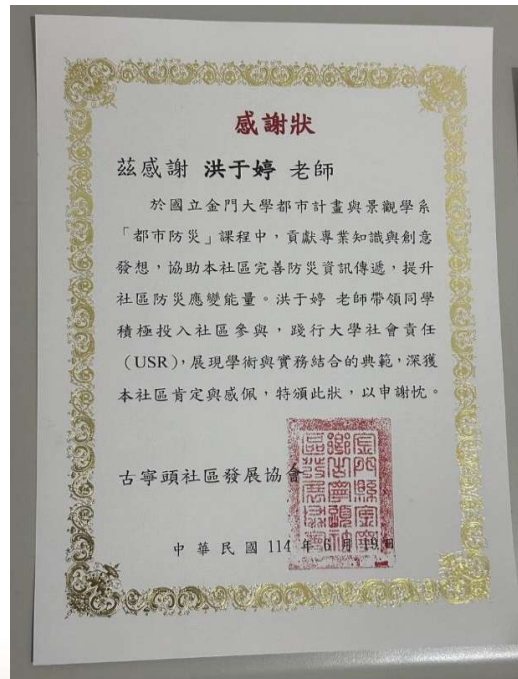 感謝狀
茲感謝 洪于婷 老師
於國立金門大學都市計畫與景觀學系
「都市防災」課程中，貢獻專業知識與創意
發想，協助本社區完善防災資訊傳遞，提升
社區防災應變能量。洪于婷 老師帶領同學
積極投入社區參與，踐行大學社會責任
（USR），展現學術與實務結合的典範，深獲
本社區肯定與感佩，特頒此狀，以申謝忱。
古寧頭社區發展協會
中華民國 114 年 6 月 19 日